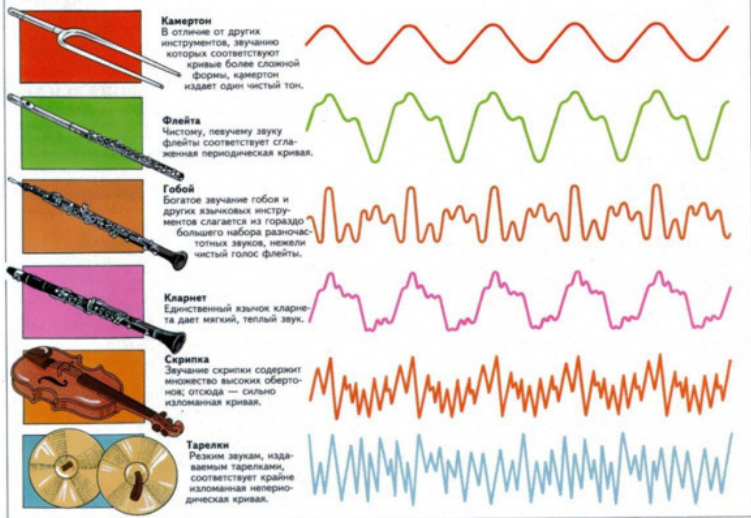 Камертон
В отличие от других
инструментов, звучанию
которых соответствуют
кривые более сложной
формы, камертон
издает один чистый тон.
Флейта
Чистому, певучему звуку
флейты соответствует сгла-
женная периодическая кривая.
Гобой
Богатое звучание гобоя и
других язычковых инстру-
ментов слагается из гораздо
большего набора разночас-
тотных звуков, нежели
чистый голос флейты.
Кларнет
Единственный язычок кларне-
та дает мягкий, теплый звук.
Скрипка
Звучание скрипки содержит
множество высоких оберто-
нов; отсюда — сильно
изломанная кривая.
Тарелки
Резким звукам, изда-
ваемым тарелками,
соответствует крайне
изломанная неперио-
дическая кривая.